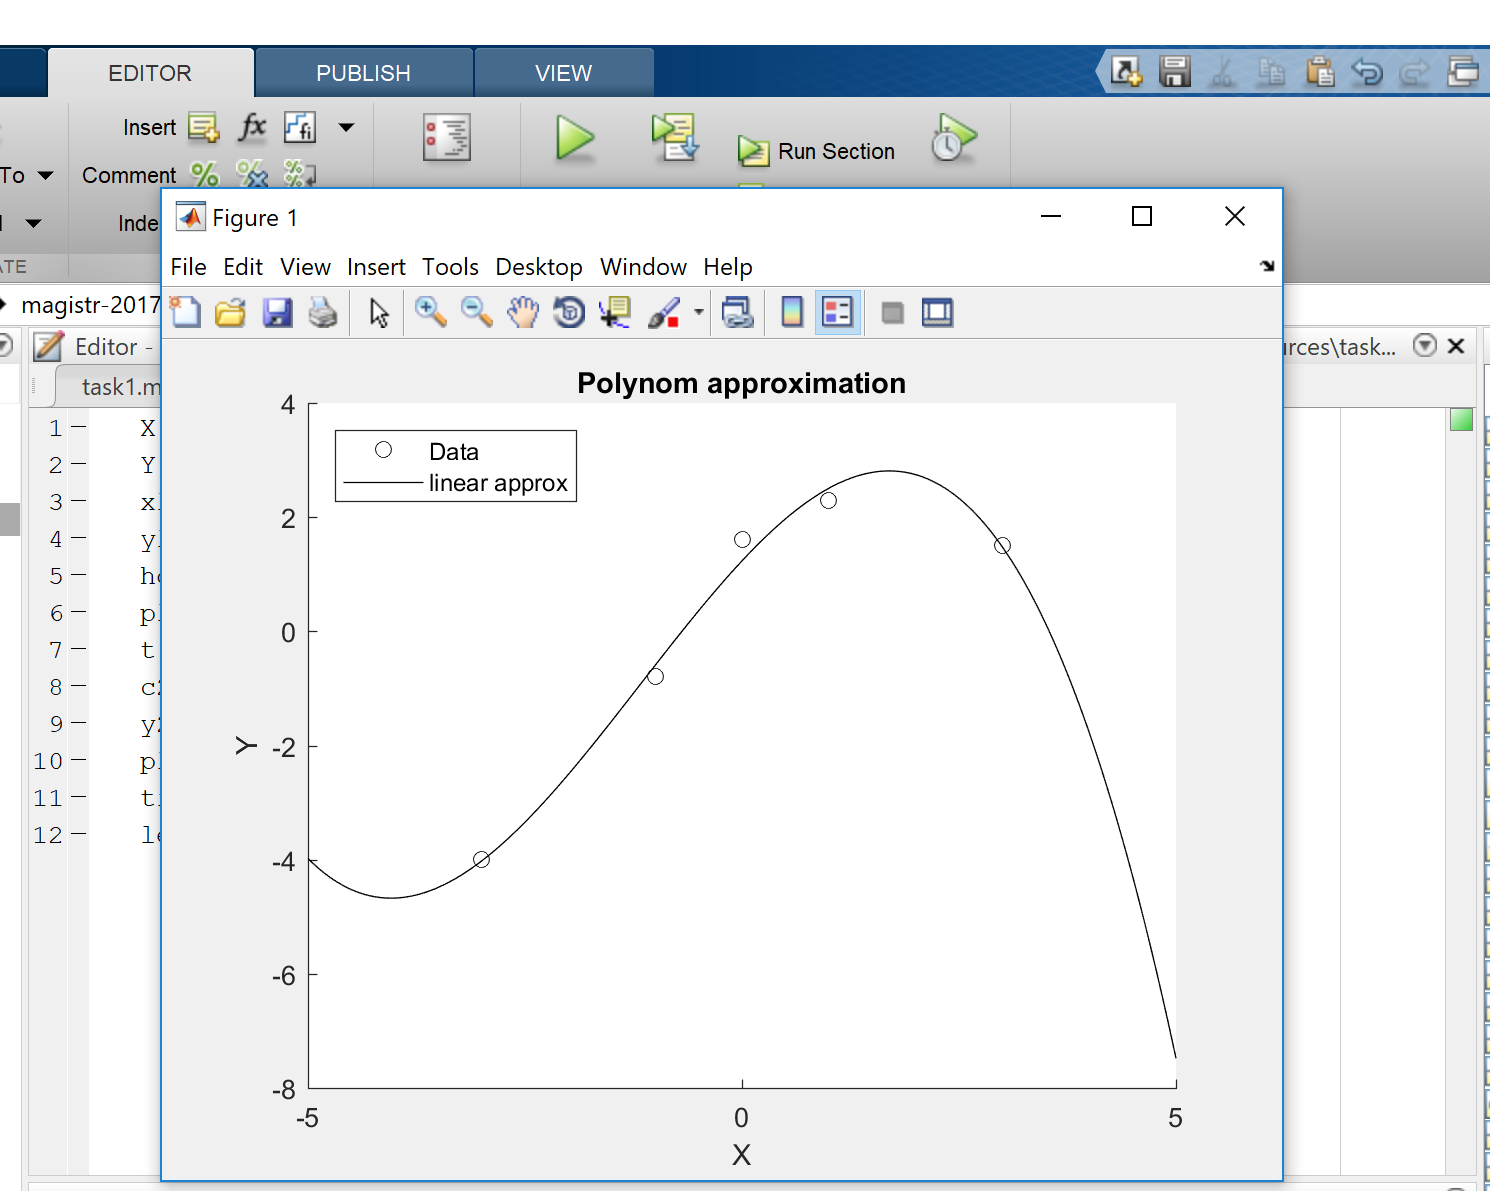 EDITOR PUBLISH VIEW
Insert fx fi
To Comment Run Section
Inde
ATE
magistr-2017
Editor - rces\task...
task1.m
1 X
2 Y
3 x
4 y
5 h
6 p
7 t
8 c
9 y
10 p
11 t
12 l
Figure 1
File Edit View Insert Tools Desktop Window Help
Polynom approximation
Data
linear approx
4
2
0
-2
-4
-6
-8
Y
-5 0 5
X